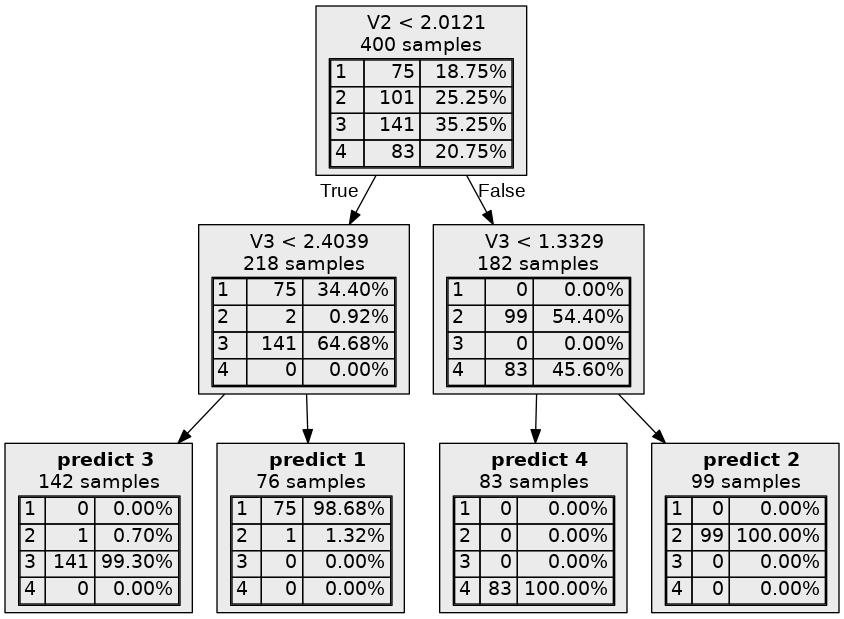 V2 < 2.0121
400 samples
1 75 18.75%
2 101 25.25%
3 141 35.25%
4 83 20.75%
True
False
V3 < 2.4039
218 samples
1 75 34.40%
2 2 0.92%
3 141 64.68%
4 0 0.00%
V3 < 1.3329
182 samples
1 0 0.00%
2 99 54.40%
3 0 0.00%
4 83 45.60%
predict 3
142 samples
1 0 0.00%
2 1 0.70%
3 141 99.30%
4 0 0.00%
predict 1
76 samples
1 75 98.68%
2 1 1.32%
3 0 0.00%
4 0 0.00%
predict 4
83 samples
1 0 0.00%
2 0 0.00%
3 0 0.00%
4 83 100.00%
predict 2
99 samples
1 0 0.00%
2 99 100.00%
3 0 0.00%
4 0 0.00%